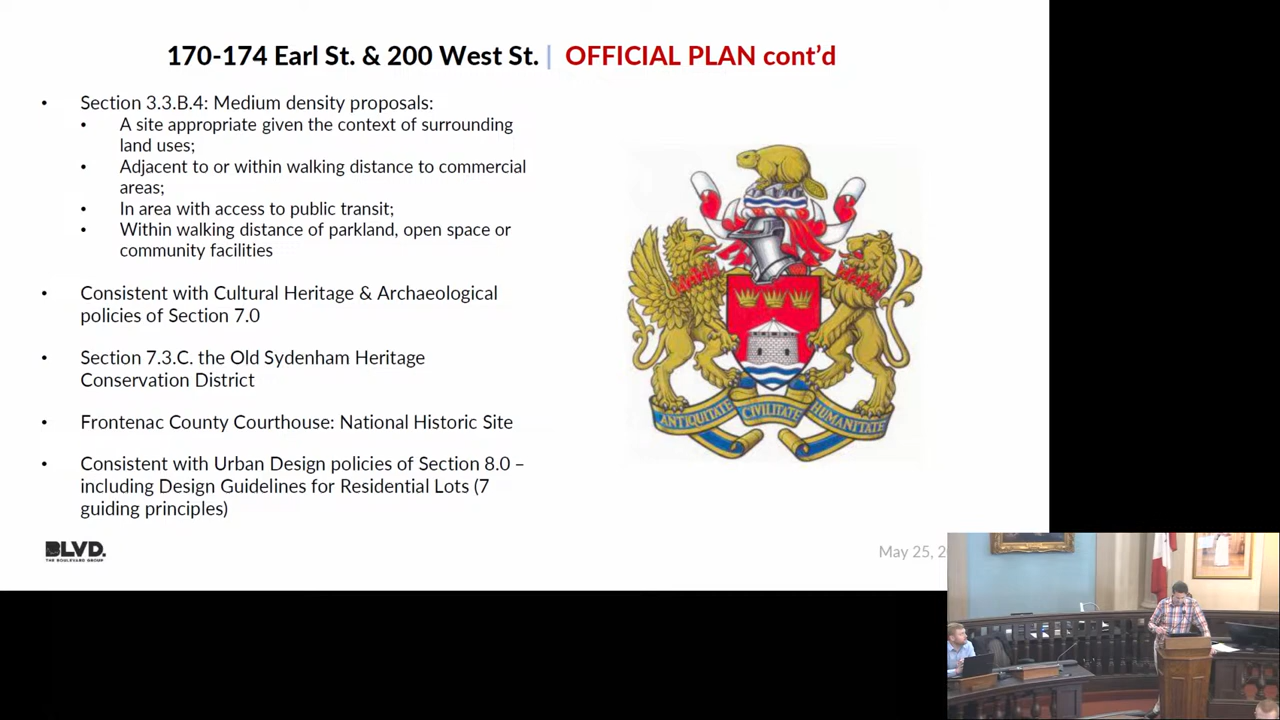 170-174 Earl St. & 200 West St. | OFFICIAL PLAN cont’d
• Section 3.3.B.4: Medium density proposals:
• A site appropriate given the context of surrounding
land uses;
• Adjacent to or within walking distance to commercial
areas;
• In area with access to public transit;
• Within walking distance of parkland, open space or
community facilities
• Consistent with Cultural Heritage & Archaeological
policies of Section 7.0
• Section 7.3.C. the Old Sydenham Heritage
Conservation District
• Frontenac County Courthouse: National Historic Site
• Consistent with Urban Design policies of Section 8.0 –
including Design Guidelines for Residential Lots (7
guiding principles)
ANTIQUITATE CIVILITATE HUMANITATE
BLVD.
THE BOULEVARD GROUP
May 25, 2